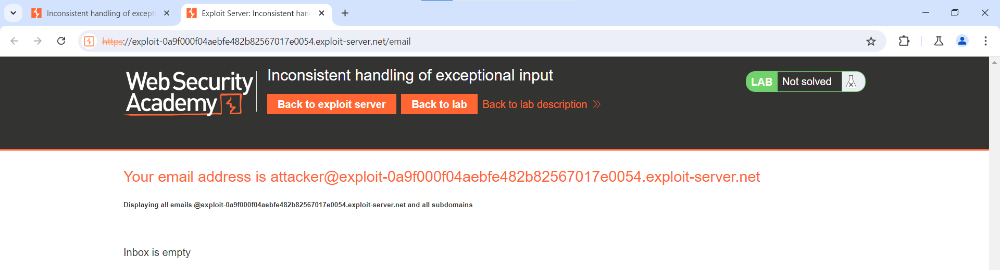 Inconsistent handling of except
Exploit Server: Inconsistent han
https://exploit-0a9f000f04aebfe482b82567017e0054.exploit-server.net/email
Web Security
Academy
Inconsistent handling of exceptional input
Back to exploit server
Back to lab
Back to lab description
LAB
Not solved
Your email address is attacker@exploit-0a9f000f04aebfe482b82567017e0054.exploit-server.net
Displaying all emails @exploit-0a9f000f04aebfe482b82567017e0054.exploit-server.net and all subdomains
Inbox is empty